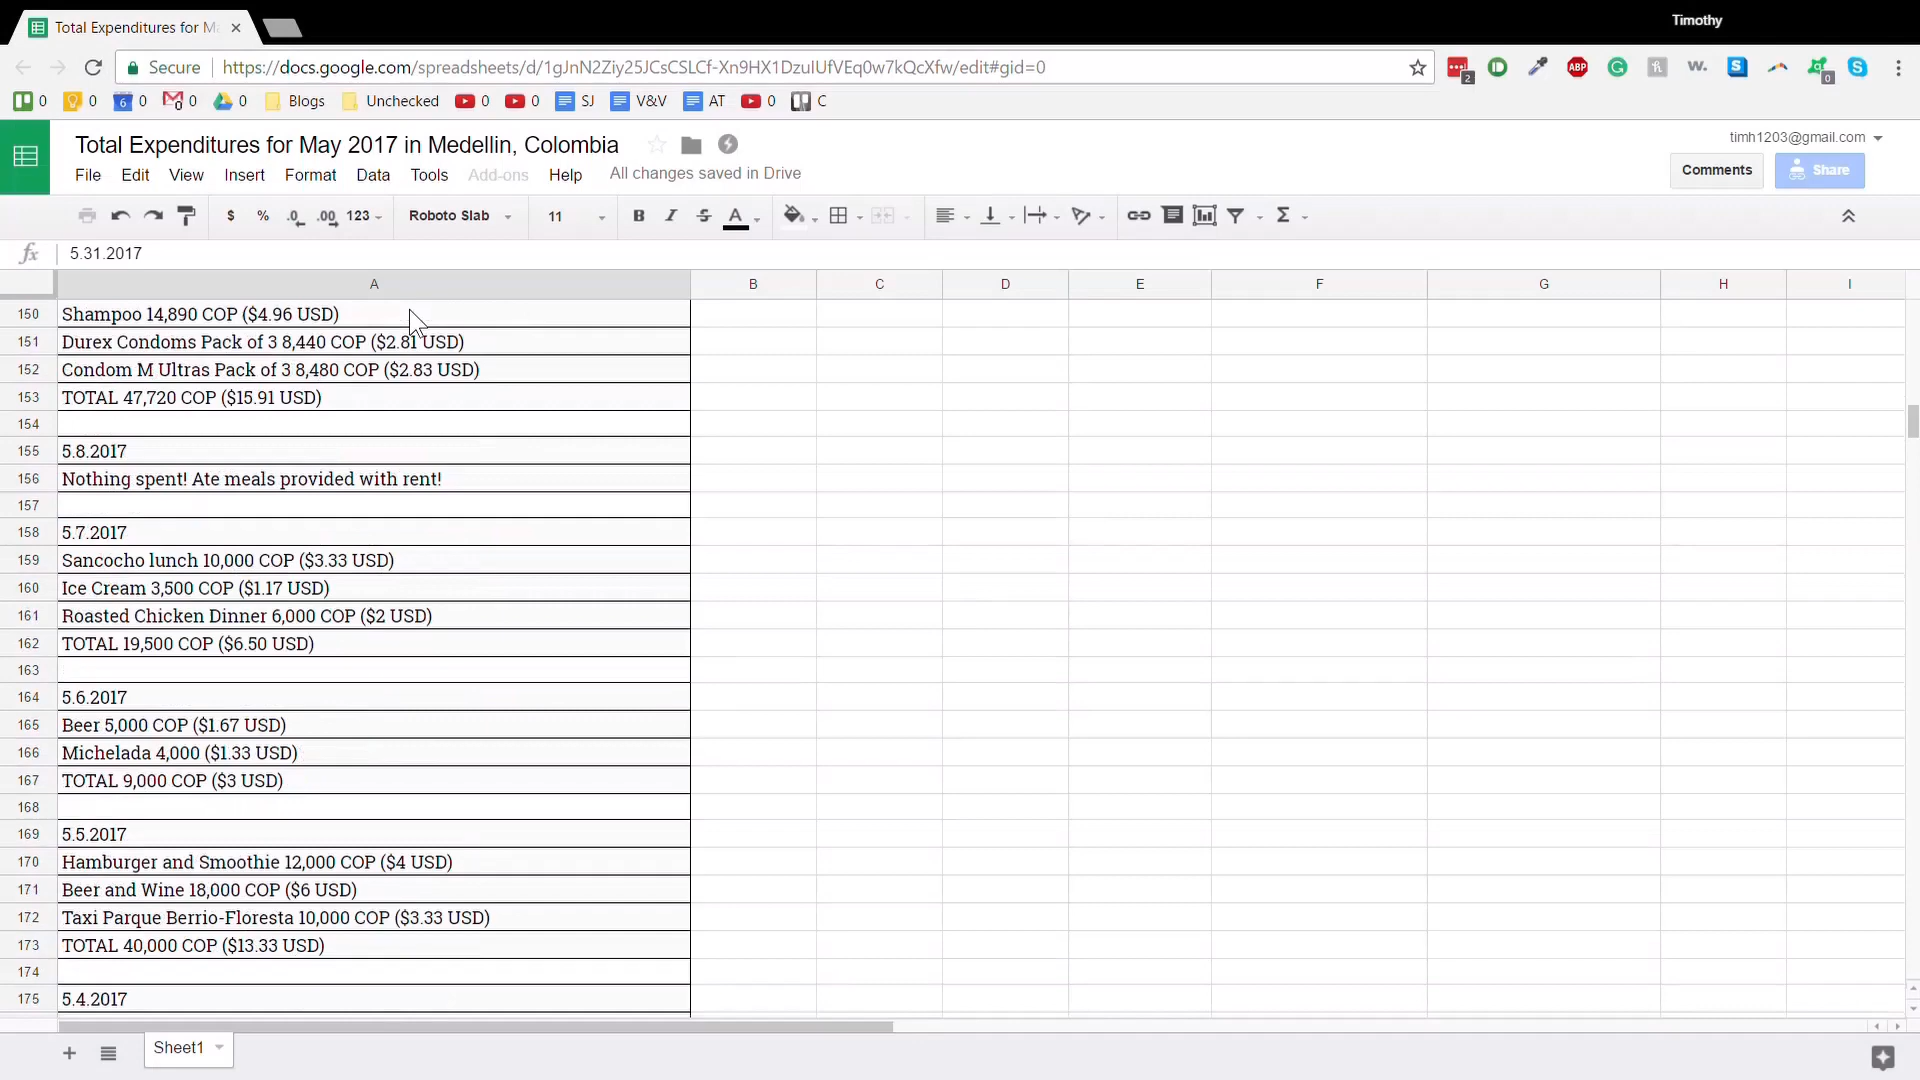 Total Expenditures for Ma
Timothy
Secure https://docs.google.com/spreadsheets/d/1gJnN2Ziy25JCsCSLCf-Xn9HX1DzuIUfVEq0w7kQcXfw/edit#gid=0
2 ABP G W. S 0
0 0 6 0 0 0 Blogs Unchecked 0 0 SJ V&V AT 0 C
Total Expenditures for May 2017 in Medellin, Colombia
timh1203@gmail.com
File Edit View Insert Format Data Tools Add-ons Help All changes saved in Drive
Comments Share
$ % .0 .00 123 Roboto Slab 11 B I S A Σ
fx 5.31.2017
A B C D E F G H I
150 Shampoo 14,890 COP ($4.96 USD)
151 Durex Condoms Pack of 3 8,440 COP ($2.81 USD)
152 Condom M Ultras Pack of 3 8,480 COP ($2.83 USD)
153 TOTAL 47,720 COP ($15.91 USD)
154
155 5.8.2017
156 Nothing spent! Ate meals provided with rent!
157
158 5.7.2017
159 Sancocho lunch 10,000 COP ($3.33 USD)
160 Ice Cream 3,500 COP ($1.17 USD)
161 Roasted Chicken Dinner 6,000 COP ($2 USD)
162 TOTAL 19,500 COP ($6.50 USD)
163
164 5.6.2017
165 Beer 5,000 COP ($1.67 USD)
166 Michelada 4,000 ($1.33 USD)
167 TOTAL 9,000 COP ($3 USD)
168
169 5.5.2017
170 Hamburger and Smoothie 12,000 COP ($4 USD)
171 Beer and Wine 18,000 COP ($6 USD)
172 Taxi Parque Berrio-Floresta 10,000 COP ($3.33 USD)
173 TOTAL 40,000 COP ($13.33 USD)
174
175 5.4.2017
Sheet1